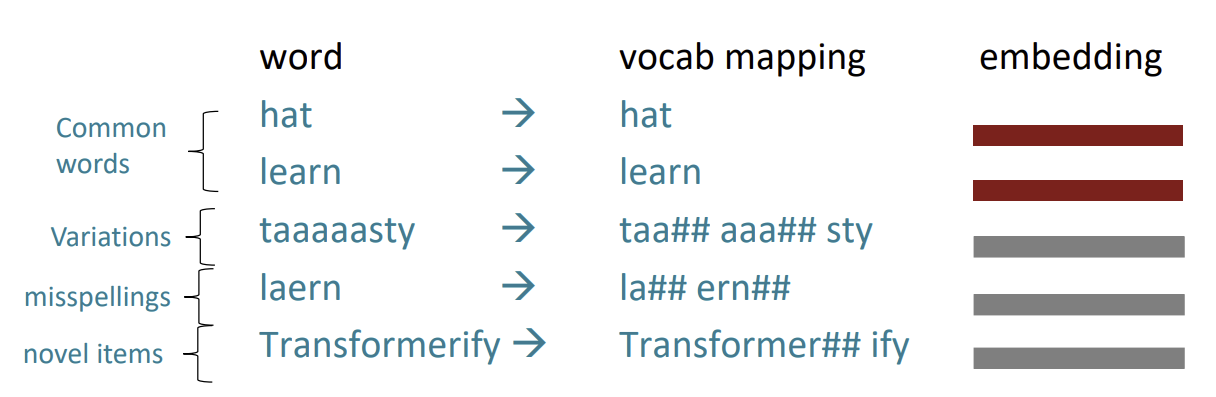 word vocab mapping embedding
Common words
hat → hat
learn → learn
Variations taaaaasty → taa## aaa## sty
misspellings laern → la## ern##
novel items Transformerify → Transformer## ify